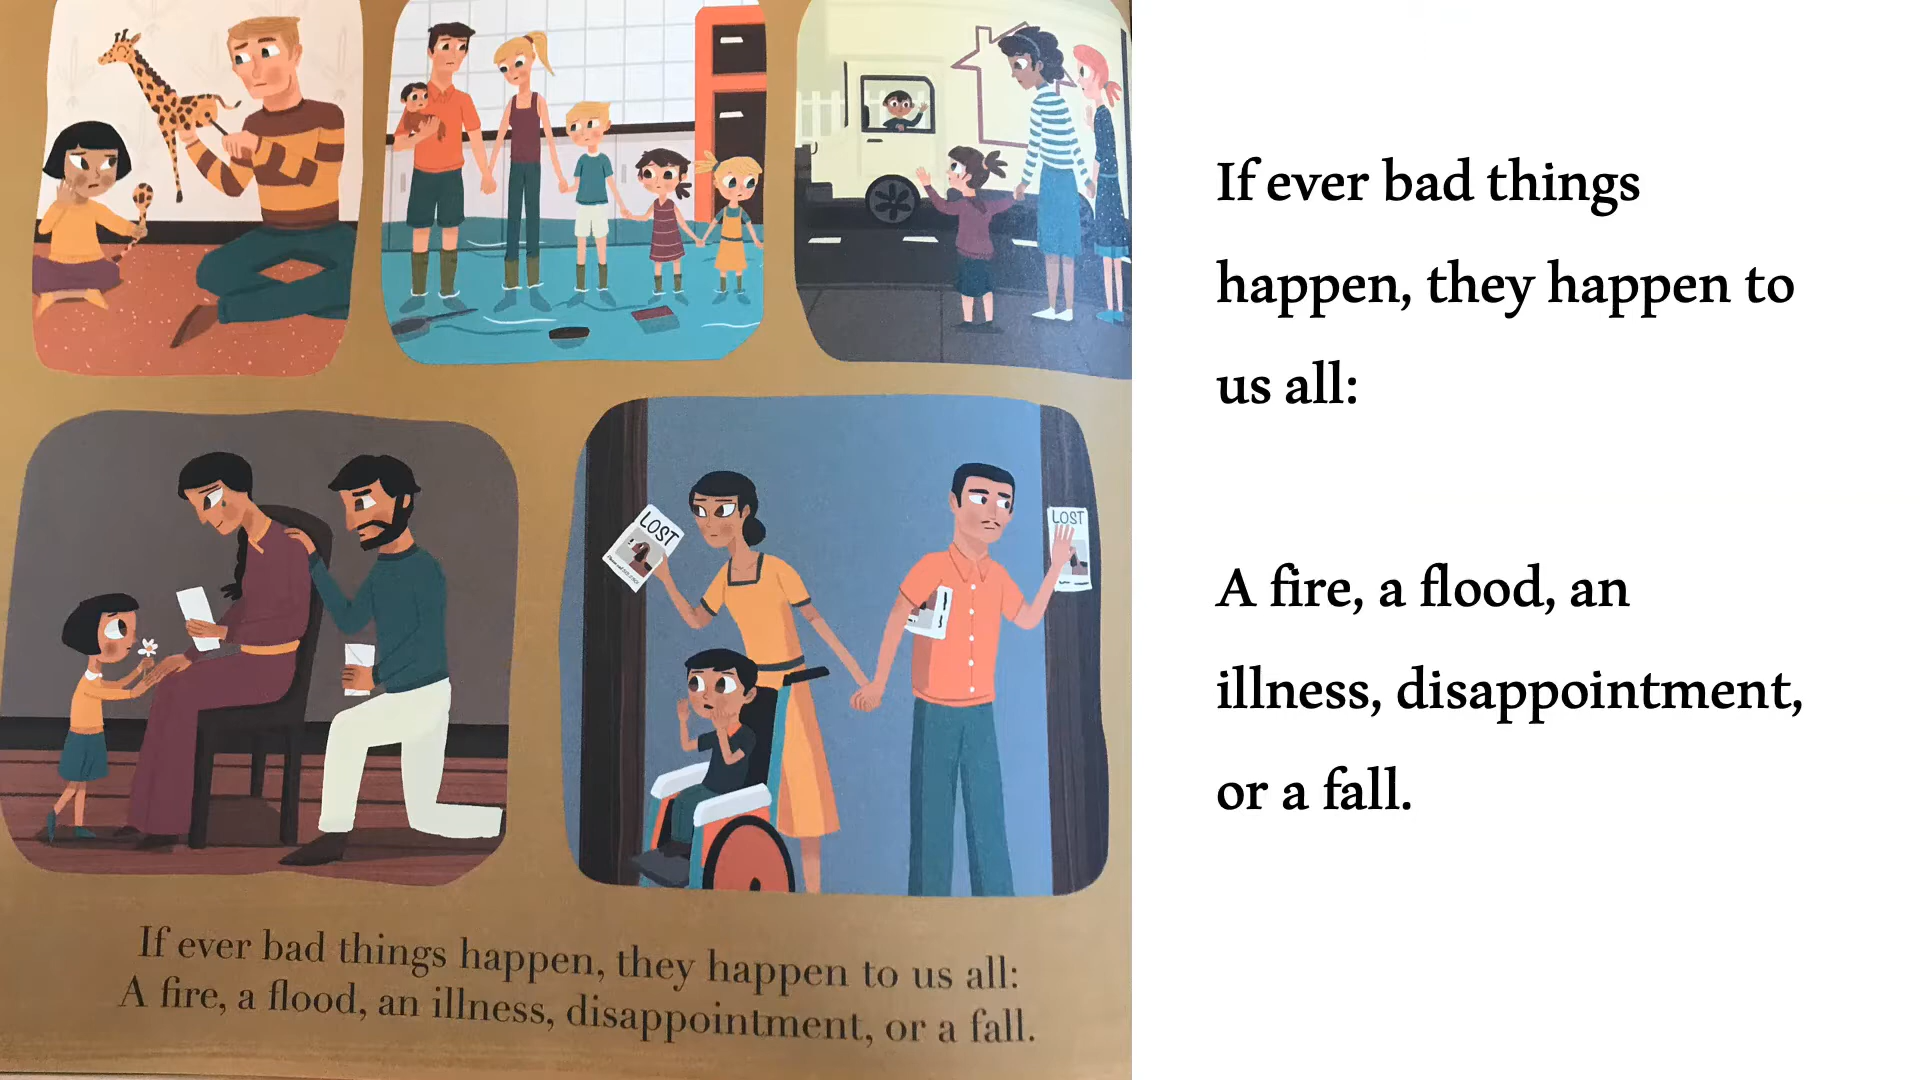 LOST
LOST
If ever bad things happen, they happen to us all:
A fire, a flood, an illness, disappointment, or a fall.
If ever bad things
happen, they happen to
us all:
A fire, a flood, an
illness, disappointment,
or a fall.